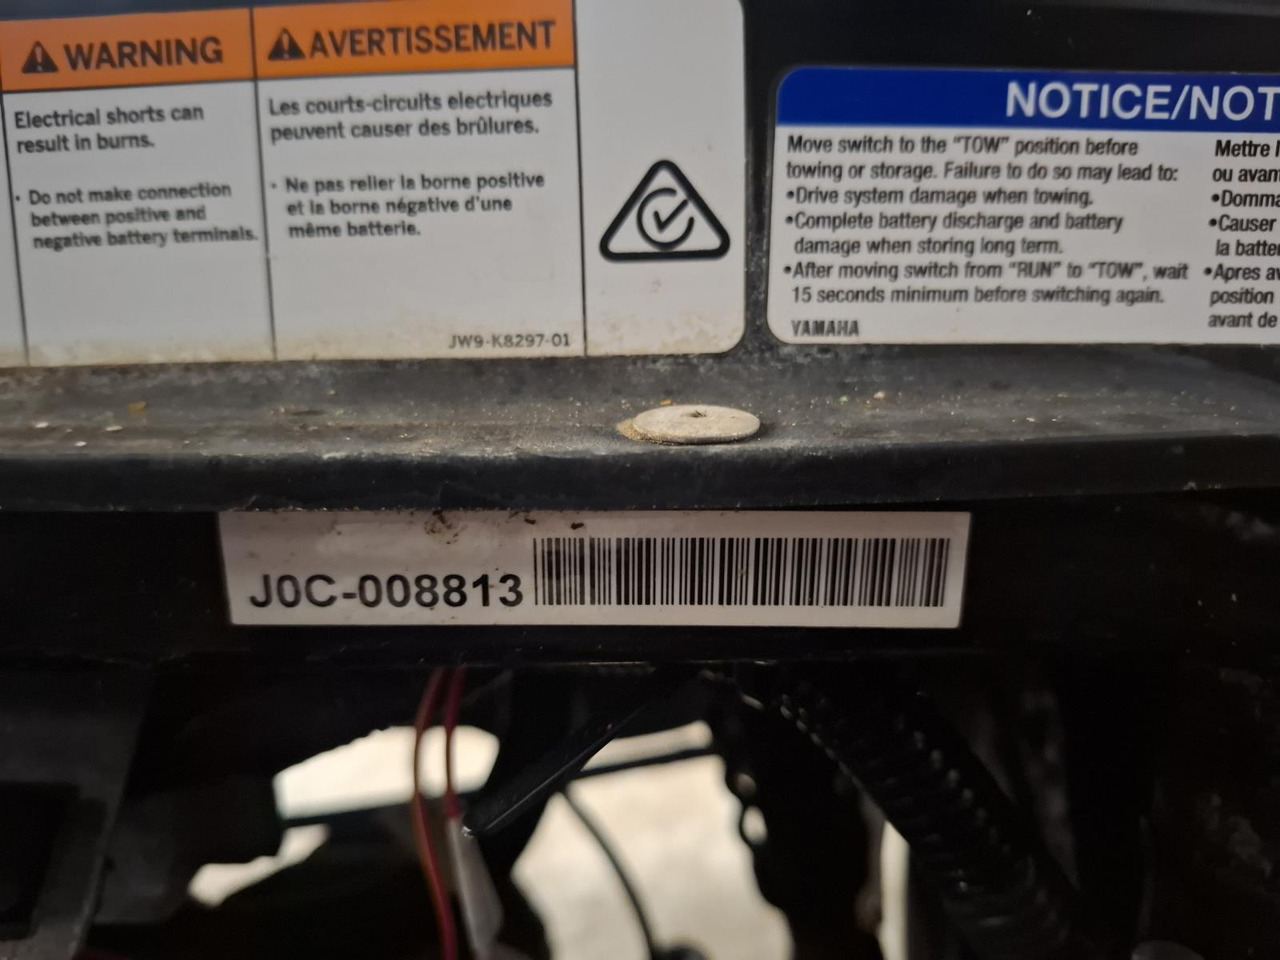 WARNING
Electrical shorts can
result in burns.
· Do not make connection
between positive and
negative battery terminals.
AVERTISSEMENT
Les courts-circuits electriques
peuvent causer des brûlures.
· Ne pas relier la borne positive
et la borne négative d'une
même batterie.
JW9-K8297-01
NOTICE/NOT
Move switch to the "TOW" position before
towing or storage. Failure to do so may lead to:
•Drive system damage when towing.
•Complete battery discharge and battery
damage when storing long term.
•After moving switch from "RUN" to "TOW", wait
15 seconds minimum before switching again.
YAMAHA
Mettre l
ou avan
•Domma
•Causer
la batte
•Apres av
position
avant de
J0C-008813